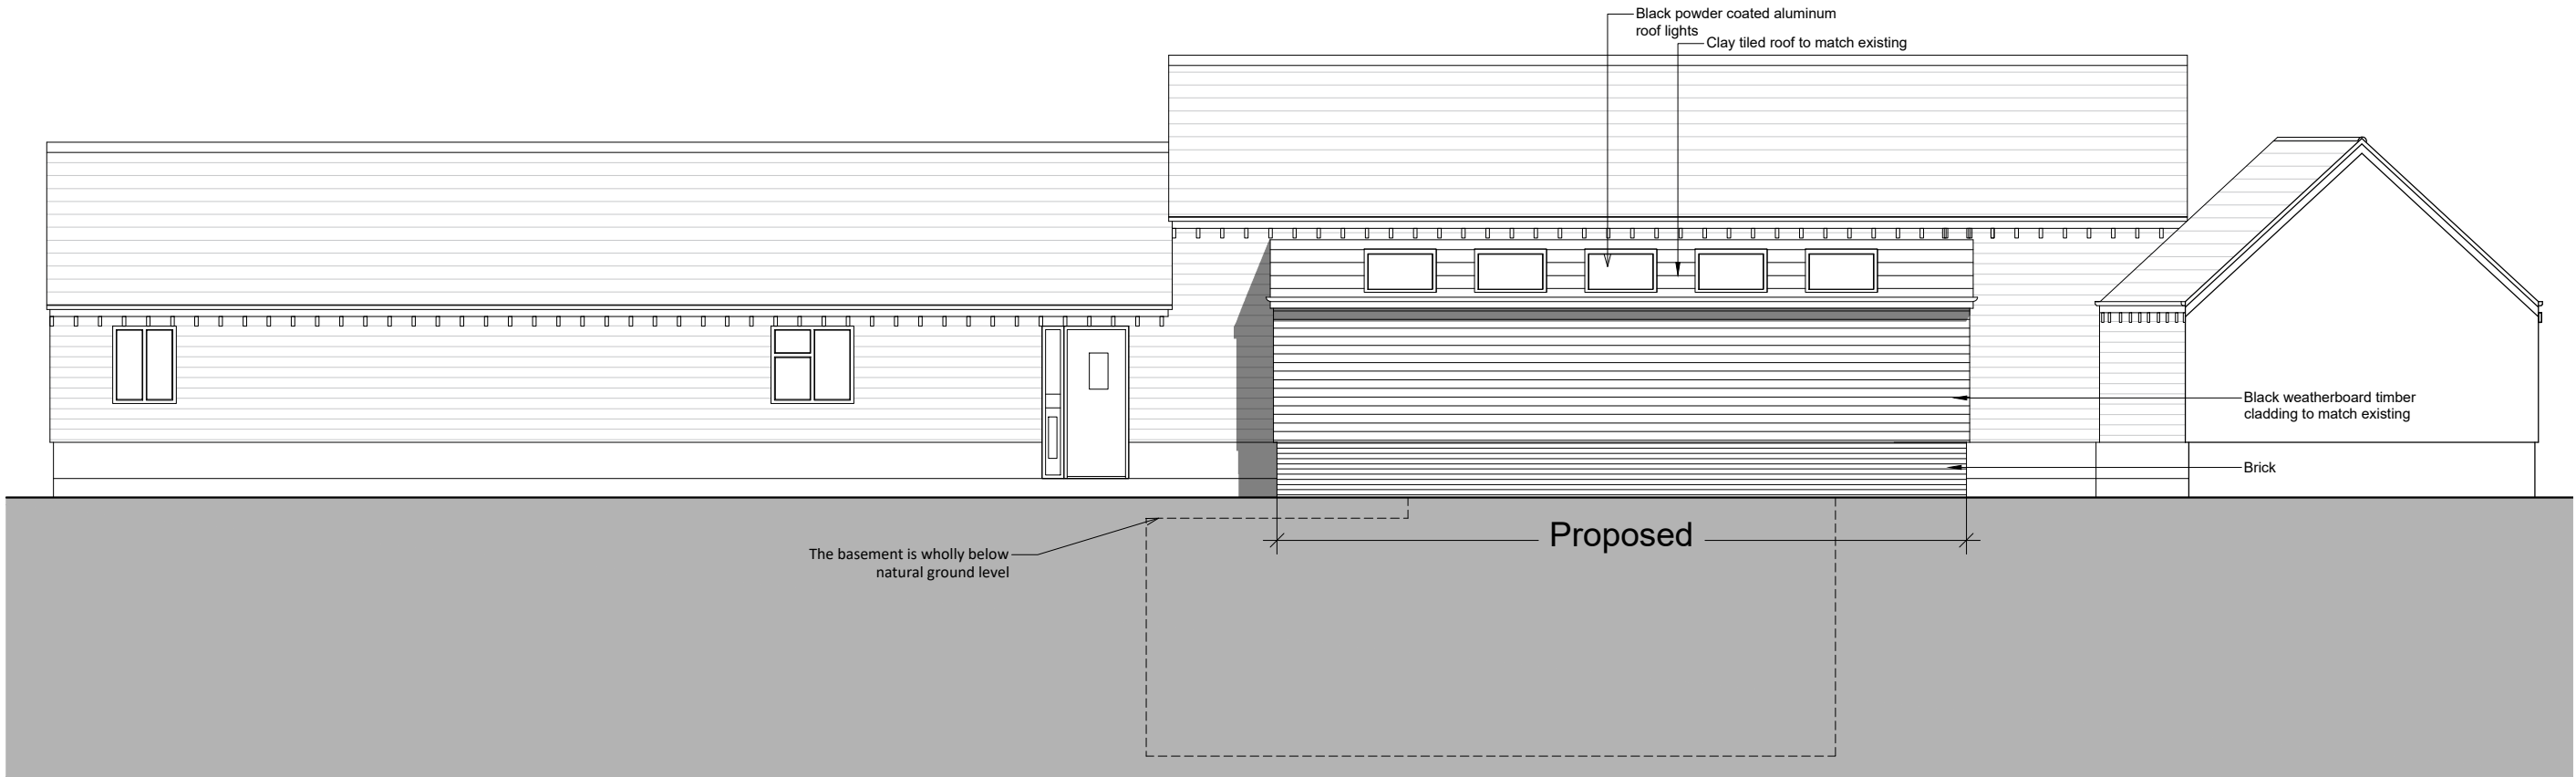 Black powder coated aluminum
roof lights
Clay tiled roof to match existing
Black weatherboard timber
cladding to match existing
Brick
Proposed
The basement is wholly below
natural ground level